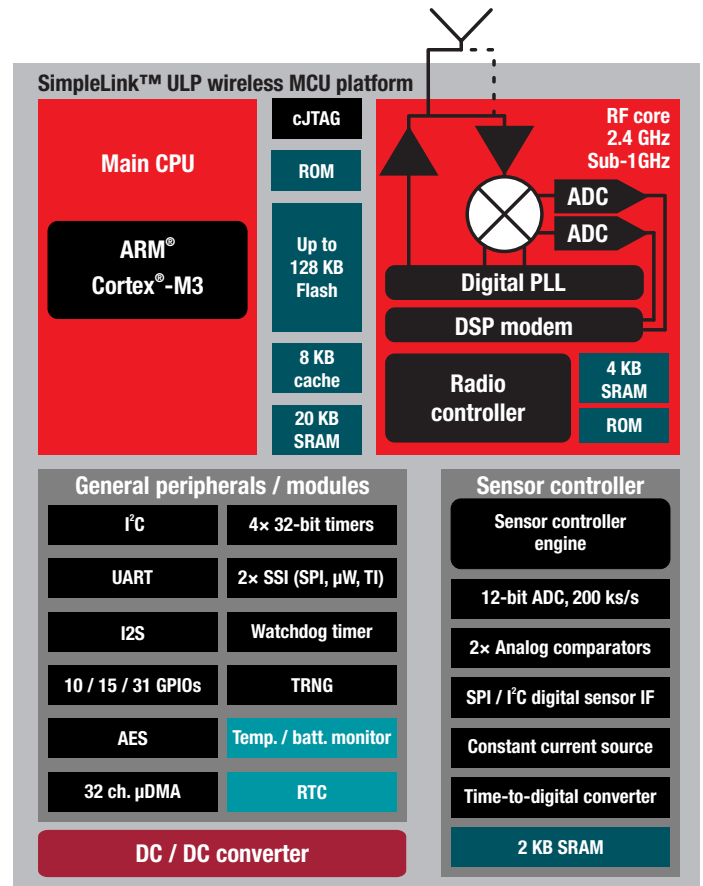 SimpleLink™ ULP wireless MCU platform
Main CPU
ARM®
Cortex®-M3
cJTAG
ROM
Up to
128 KB
Flash
8 KB
cache
20 KB
SRAM
RF core
2.4 GHz
Sub-1GHz
ADC
ADC
Digital PLL
DSP modem
Radio
controller
4 KB
SRAM
ROM
General peripherals / modules
I²C
4× 32-bit timers
UART
2× SSI (SPI, µW, TI)
I2S
Watchdog timer
10 / 15 / 31 GPIOs
TRNG
AES
Temp. / batt. monitor
32 ch. µDMA
RTC
DC / DC converter
Sensor controller
Sensor controller
engine
12-bit ADC, 200 ks/s
2× Analog comparators
SPI / I²C digital sensor IF
Constant current source
Time-to-digital converter
2 KB SRAM